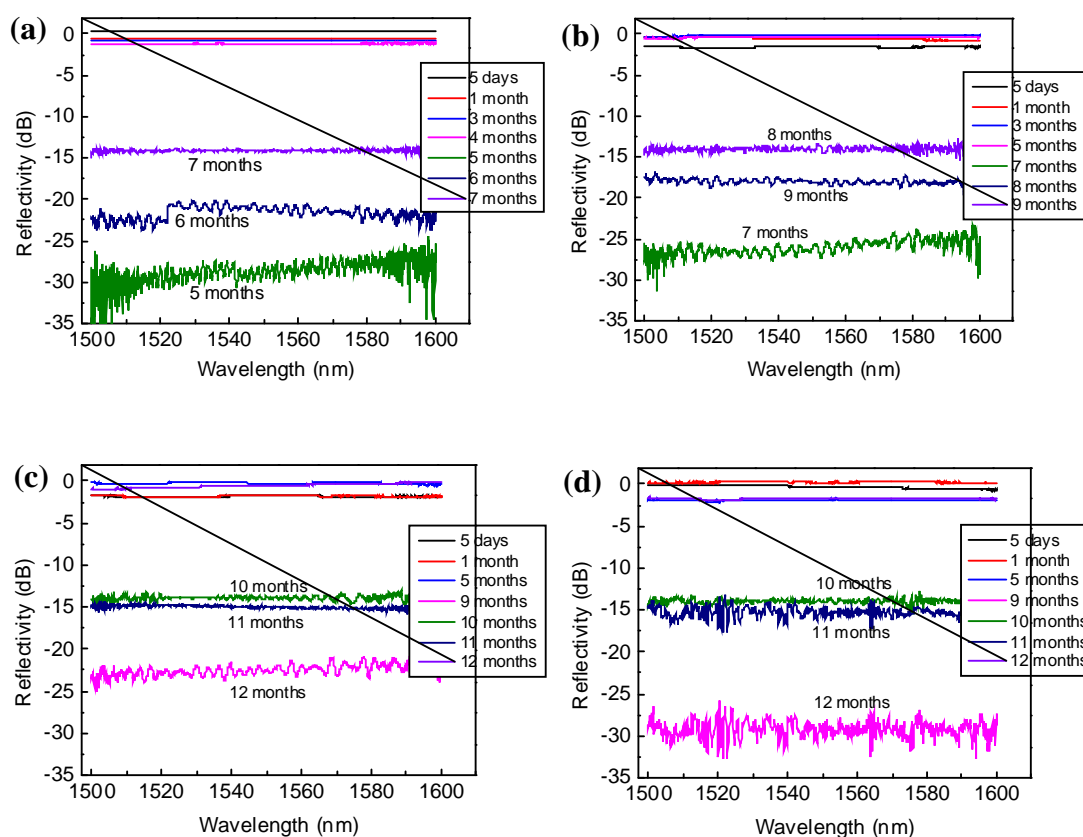 (a)
0
-5
-10
-15
-20
-25
-30
-35
Reflectivity (dB)
5 days
1 month
3 months
4 months
5 months
6 months
7 months
7 months
6 months
5 months
1500 1520 1540 1560 1580 1600
Wavelength (nm)
(b)
0
-5
-10
-15
-20
-25
-30
-35
Reflectivity (dB)
5 days
1 month
3 months
5 months
7 months
8 months
9 months
8 months
9 months
7 months
1500 1520 1540 1560 1580 1600
Wavelength (nm)
(c)
0
-5
-10
-15
-20
-25
-30
-35
Reflectivity (dB)
5 days
1 month
5 months
9 months
10 months
11 months
12 months
10 months
11 months
12 months
1500 1520 1540 1560 1580 1600
Wavelength (nm)
(d)
0
-5
-10
-15
-20
-25
-30
-35
Reflectivity (dB)
5 days
1 month
5 months
9 months
10 months
11 months
12 months
10 months
11 months
12 months
1500 1520 1540 1560 1580 1600
Wavelength (nm)